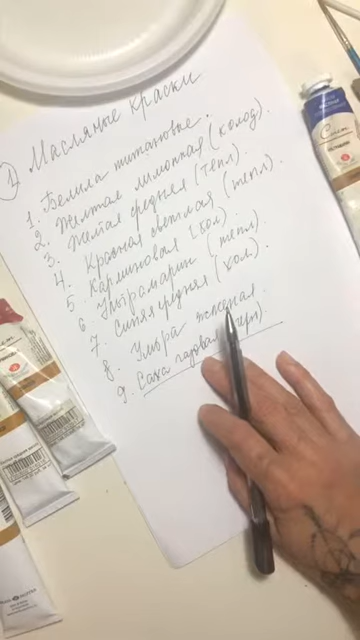 ① Масляные краски
1. Белила титановые.
2. Желтая лимонная (холод).
3. Желтая средняя (тепл).
4. Красная светлая (тепл).
5. Карминовая (хол)
6 Ультрамарин (тепл).
7. Синяя средняя (хол).
8. Умбра жженая.
9. Сажа газовая